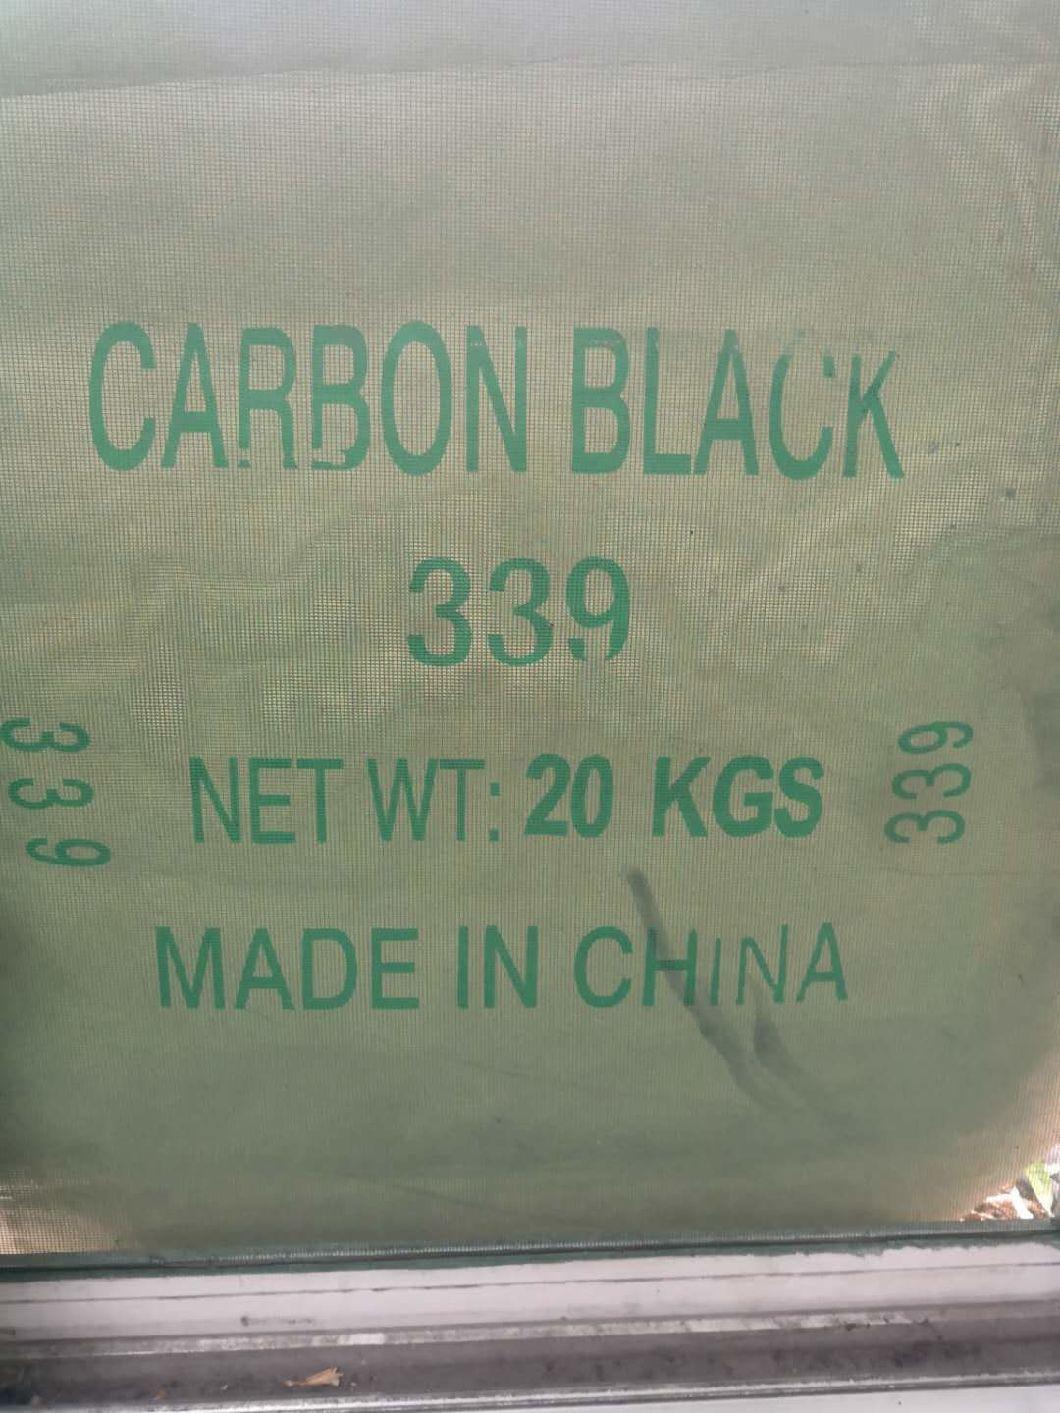 CARBON BLACK
339
339
NET WT: 20 KGS
339
MADE IN CHINA